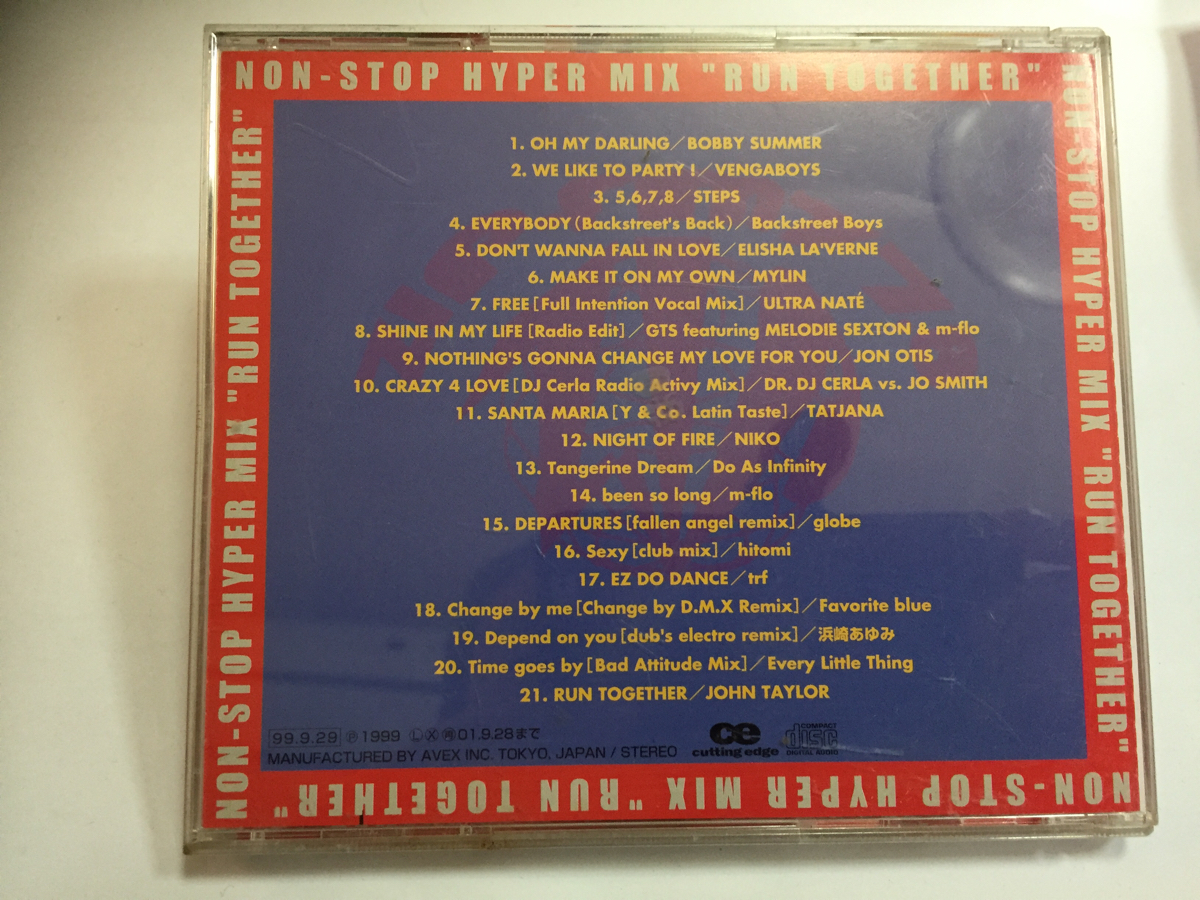 NON-STOP HYPER MIX "RUN TOGETHER"
NON-STOP HYPER MIX "RUN TOGETHER"
NON-STOP HYPER MIX "RUN TOGETHER"
1. OH MY DARLING／BOBBY SUMMER
2. WE LIKE TO PARTY !／VENGABOYS
3. 5,6,7,8／STEPS
4. EVERYBODY (Backstreet's Back)／Backstreet Boys
5. DON'T WANNA FALL IN LOVE／ELISHA LA'VERNE
6. MAKE IT ON MY OWN／MYLIN
7. FREE [Full Intention Vocal Mix]／ULTRA NATÉ
8. SHINE IN MY LIFE [Radio Edit]／GTS featuring MELODIE SEXTON & m-flo
9. NOTHING'S GONNA CHANGE MY LOVE FOR YOU／JON OTIS
10. CRAZY 4 LOVE [DJ Cerla Radio Activy Mix]／DR. DJ CERLA vs. JO SMITH
11. SANTA MARIA [Y & Co. Latin Taste]／TATJANA
12. NIGHT OF FIRE／NIKO
13. Tangerine Dream／Do As Infinity
14. been so long／m-flo
15. DEPARTURES [fallen angel remix]／globe
16. Sexy [club mix]／hitomi
17. EZ DO DANCE／trf
18. Change by me [Change by D.M.X Remix]／Favorite blue
19. Depend on you [dub's electro remix]／浜崎あゆみ
20. Time goes by [Bad Attitude Mix]／Every Little Thing
21. RUN TOGETHER／JOHN TAYLOR
99.9.29 Ⓟ1999 Ⓛ X ㊙01.9.28まで
MANUFACTURED BY AVEX INC. TOKYO, JAPAN / STEREO
ce
cutting edge
COMPACT
disc
DIGITAL AUDIO
NON-STOP HYPER MIX "RUN TOGETHER"